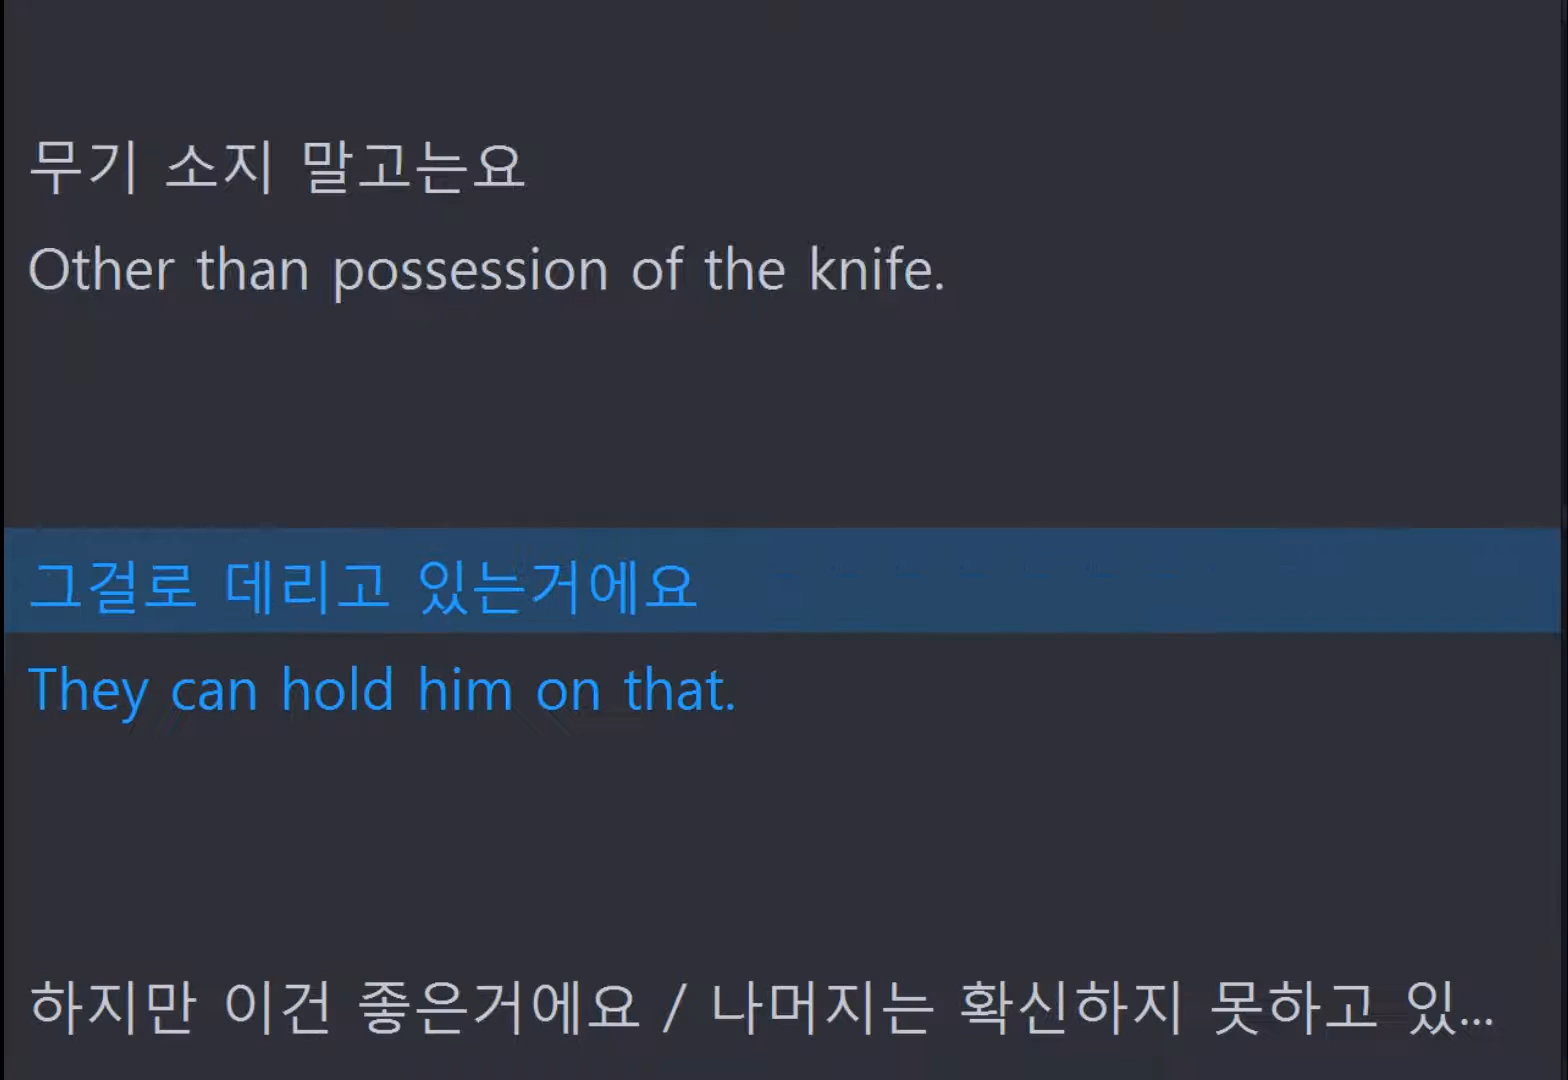 무기 소지 말고는요
Other than possession of the knife.
그걸로 데리고 있는거에요
They can hold him on that.
하지만 이건 좋은거에요 / 나머지는 확신하지 못하고 있...